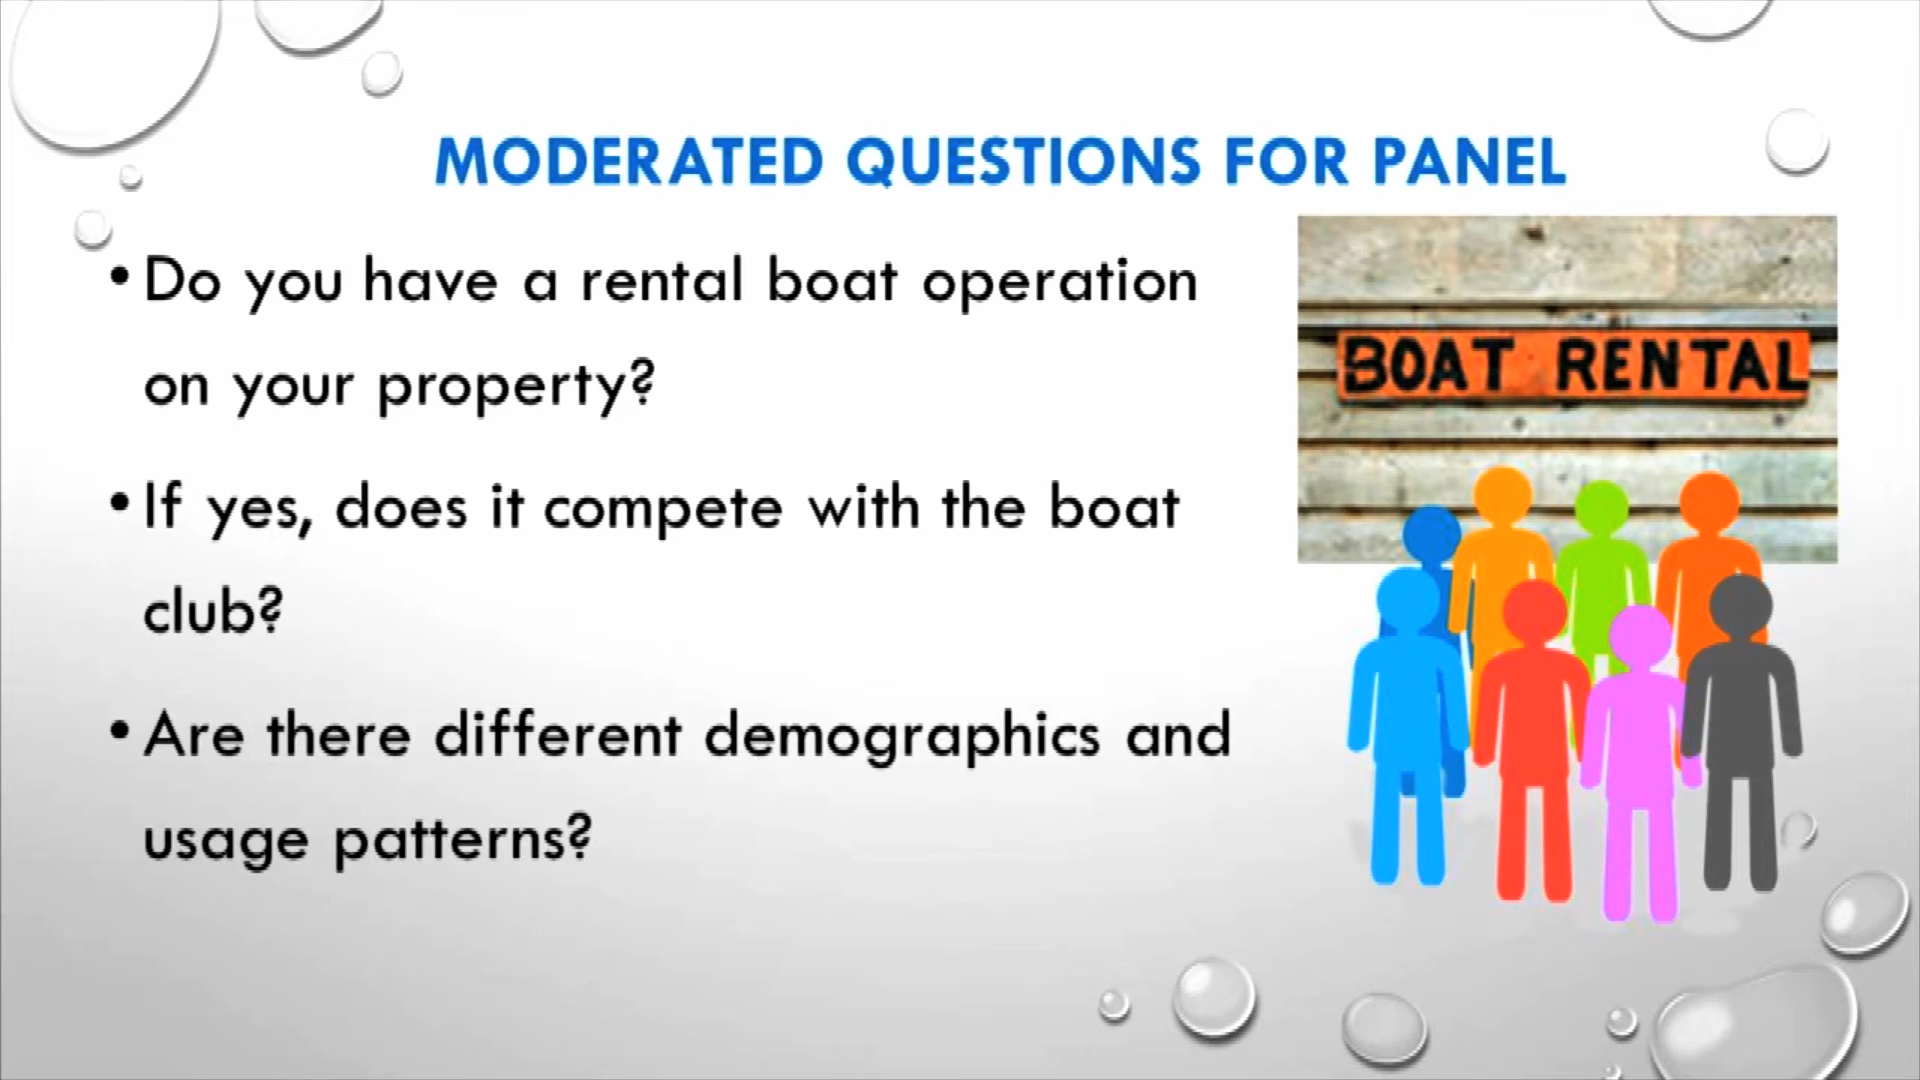 MODERATED QUESTIONS FOR PANEL
• Do you have a rental boat operation
on your property?
• If yes, does it compete with the boat
club?
• Are there different demographics and
usage patterns?
BOAT RENTAL